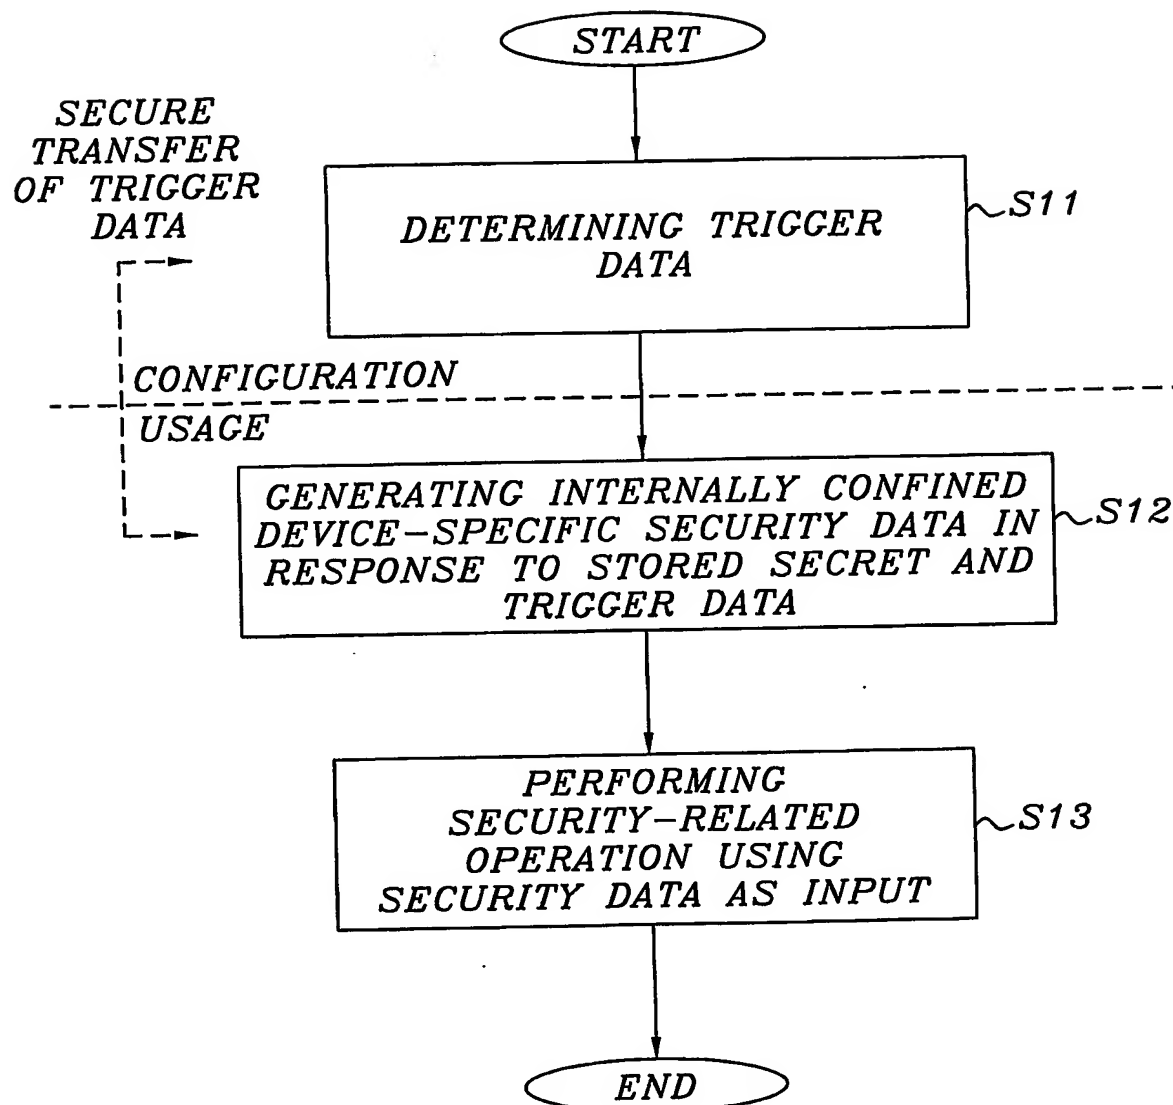 START
SECURE
TRANSFER
OF TRIGGER
DATA
DETERMINING TRIGGER
DATA
S11
CONFIGURATION
USAGE
GENERATING INTERNALLY CONFINED
DEVICE-SPECIFIC SECURITY DATA IN
RESPONSE TO STORED SECRET AND
TRIGGER DATA
S12
PERFORMING
SECURITY-RELATED
OPERATION USING
SECURITY DATA AS INPUT
S13
END